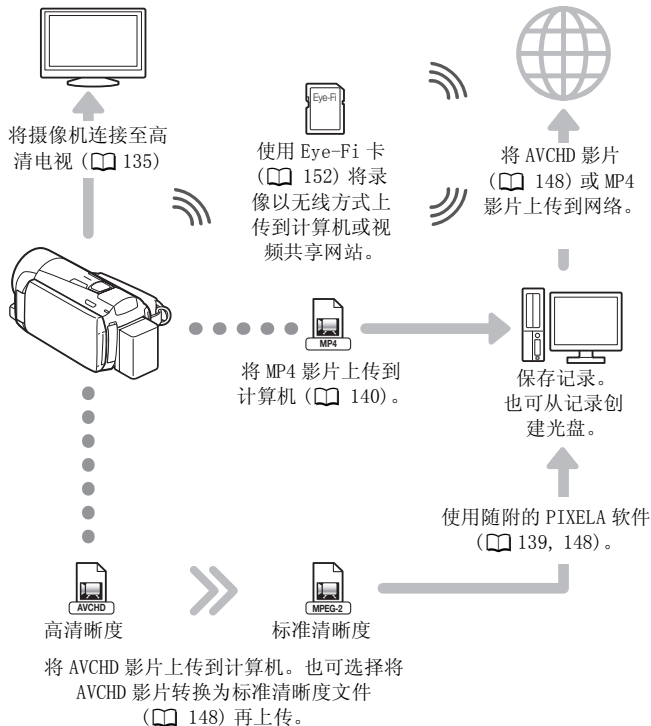 将摄像机连接至高
清电视 (135)
Eye-Fi
使用 Eye-Fi 卡
(152) 将录
像以无线方式上
传到计算机或视
频共享网站。
将 AVCHD 影片
(148) 或 MP4
影片上传到网络。
MP4
将 MP4 影片上传到
计算机 (140)。
保存记录。
也可从记录创
建光盘。
使用随附的 PIXELA 软件
(139, 148)。
AVCHD
高清晰度
MPEG-2
标准清晰度
将 AVCHD 影片上传到计算机。也可选择将
AVCHD 影片转换为标准清晰度文件
(148) 再上传。